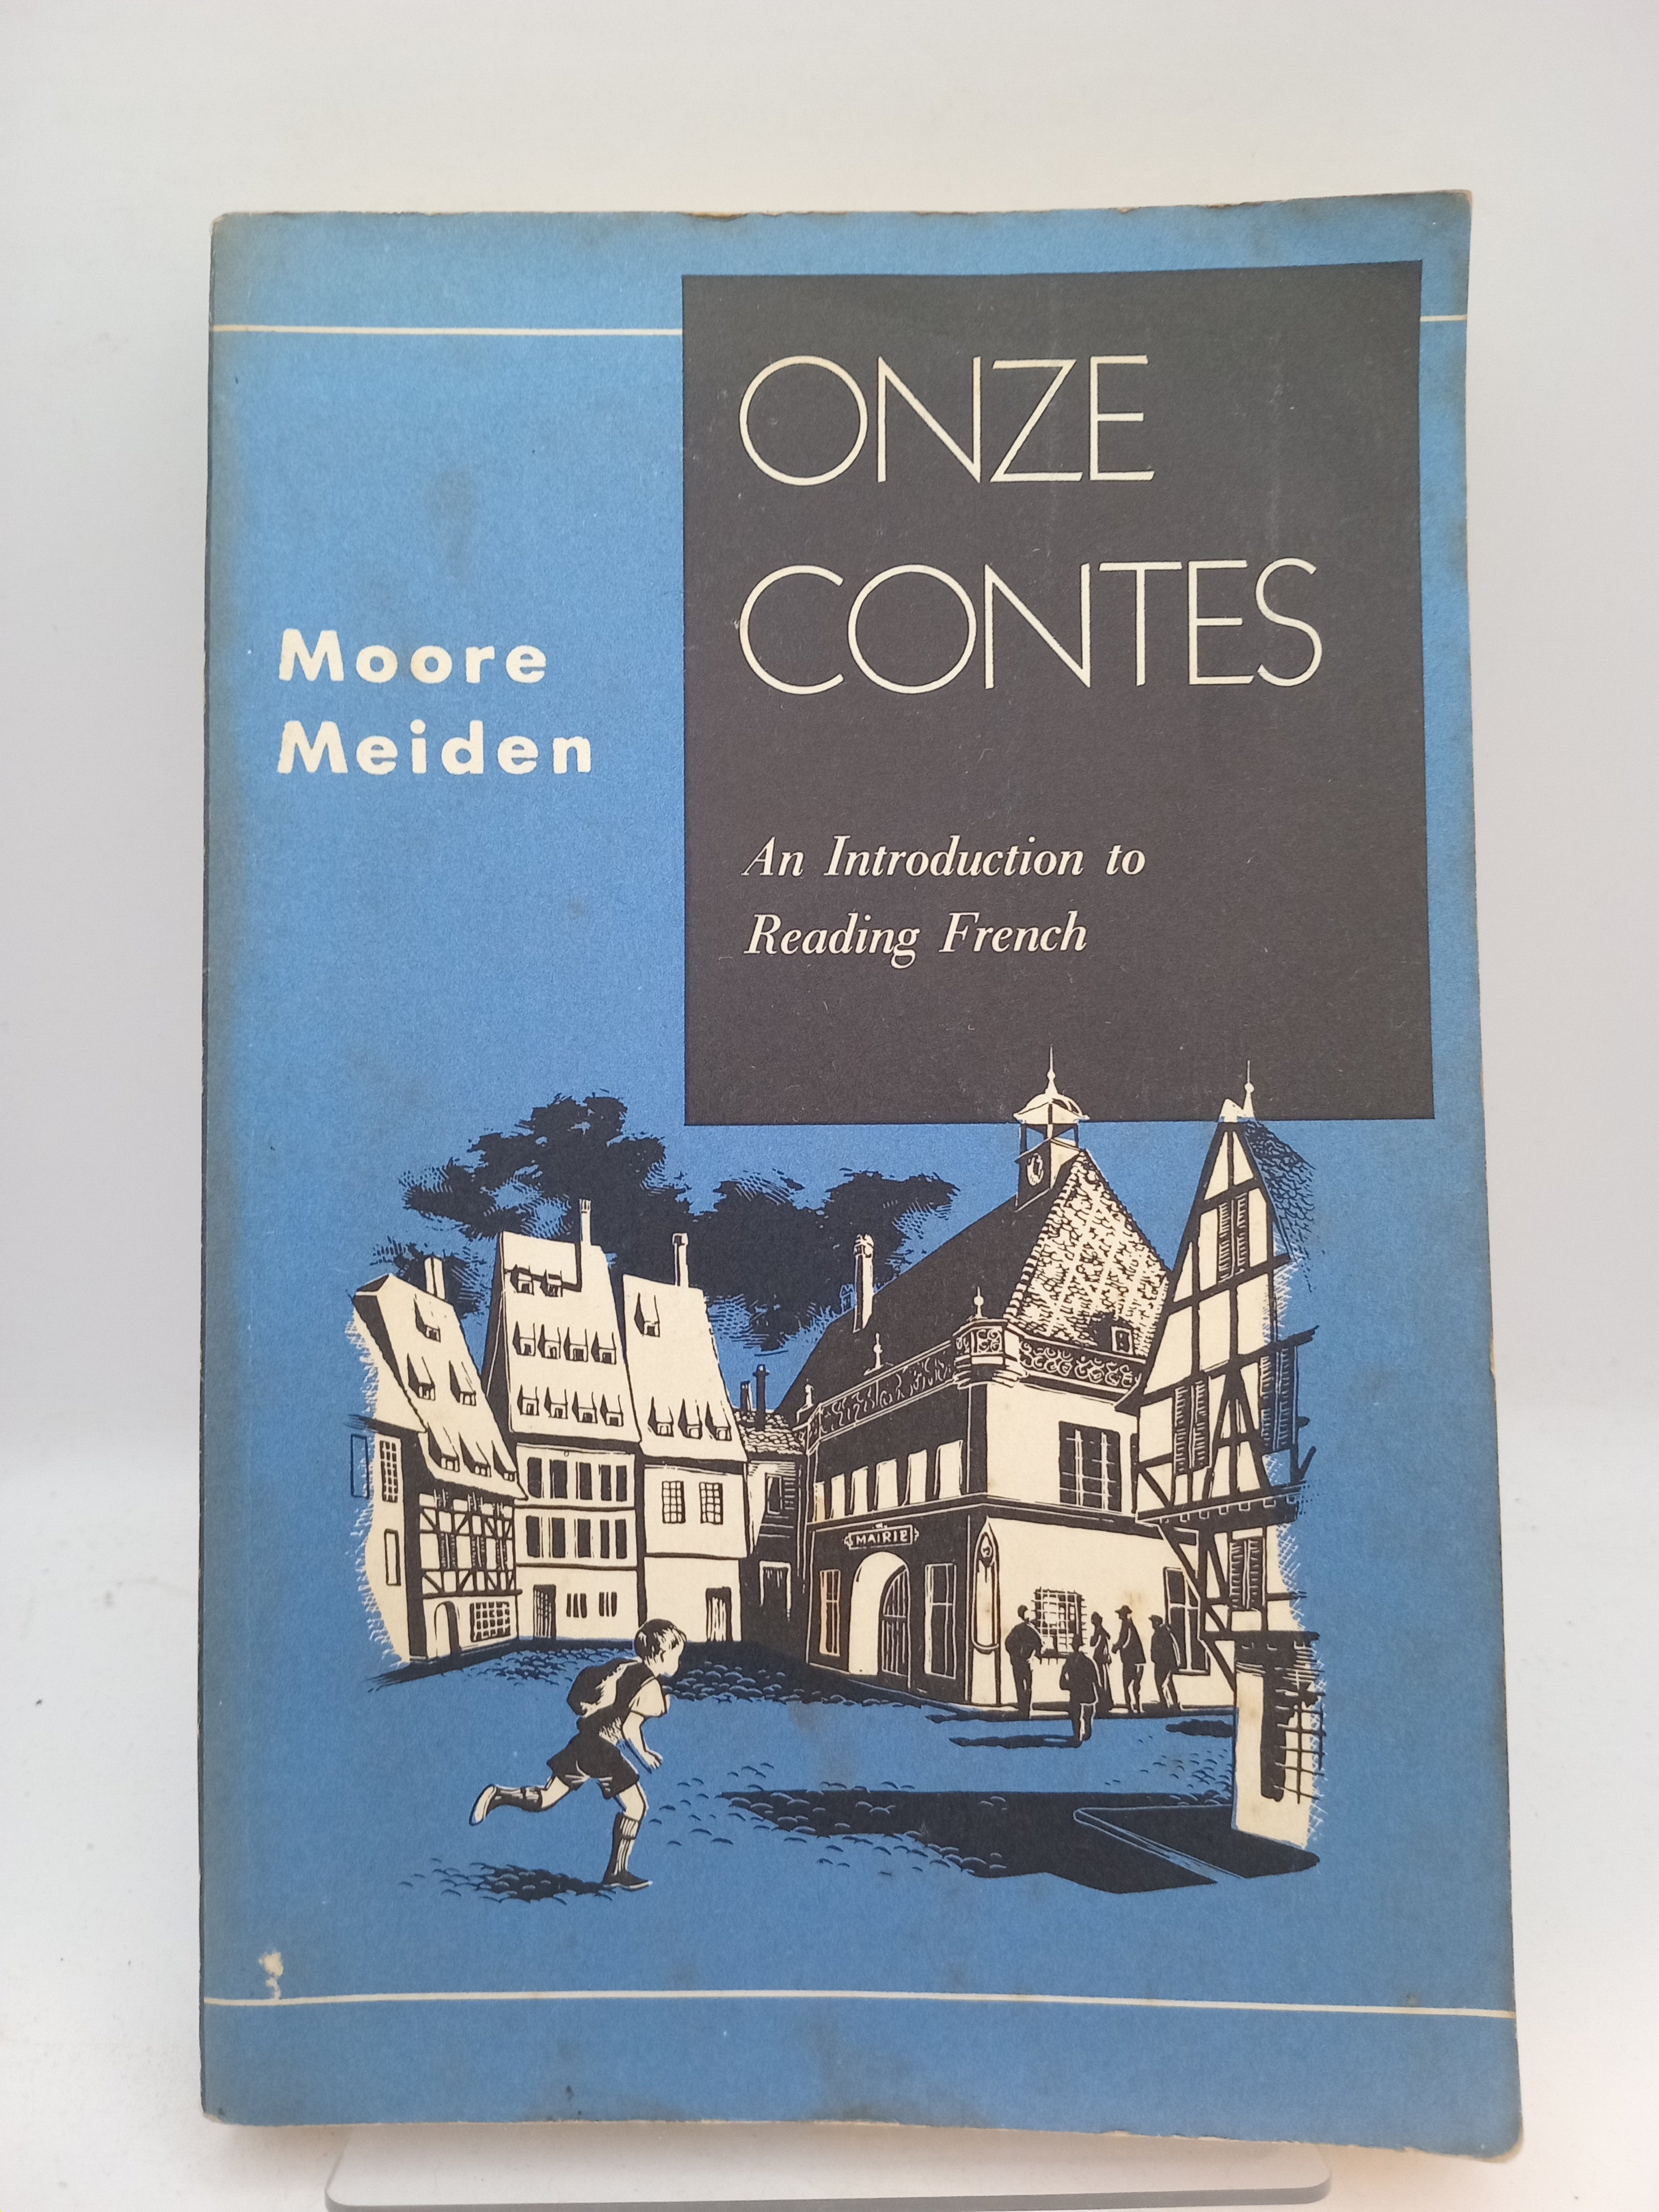 ONZE
CONTES
Moore
Meiden
An Introduction to
Reading French
MAIRIE